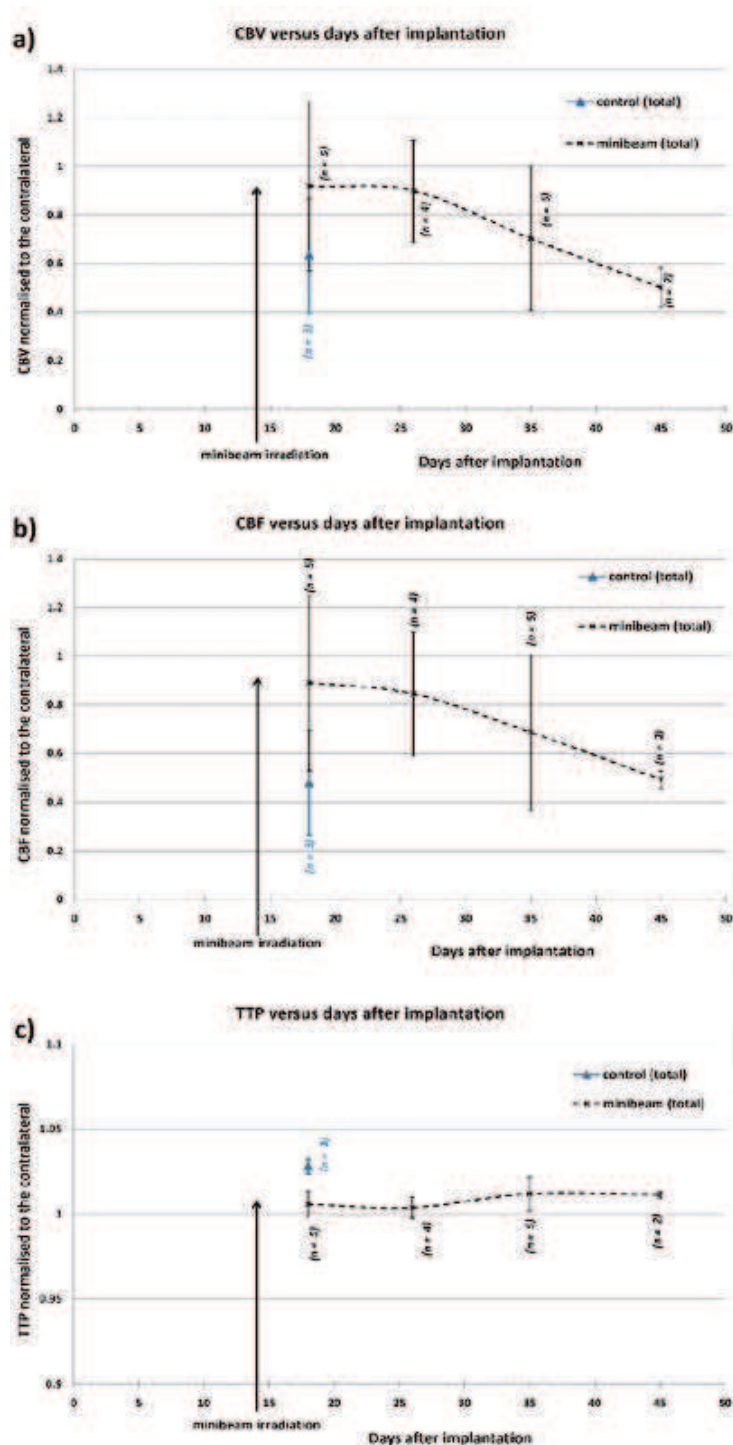 a)
CBV versus days after implantation
CBV normalised to the contralateral
1.4
1.2
1
0.8
0.6
0.4
0.2
0
control (total)
minibeam (total)
(n = 5)
(n = 4)
(n = 5)
(n = 2)
(n = 3)
0 5 10 15 20 25 30 35 40 45 50
minibeam irradiation
Days after implantation
b)
CBF versus days after implantation
CBF normalised to the contralateral
1.4
1.2
1
0.8
0.6
0.4
0.2
0
control (total)
minibeam (total)
(n = 5)
(n = 4)
(n = 5)
(n = 2)
(n = 3)
0 5 10 15 20 25 30 35 40 45 50
minibeam irradiation
Days after implantation
c)
TTP versus days after implantation
TTP normalised to the contralateral
1.1
1.05
1
0.95
0.9
control (total)
minibeam (total)
(n = 3)
(n = 5)
(n = 4)
(n = 5)
(n = 2)
0 5 10 15 20 25 30 35 40 45 50
minibeam irradiation
Days after implantation